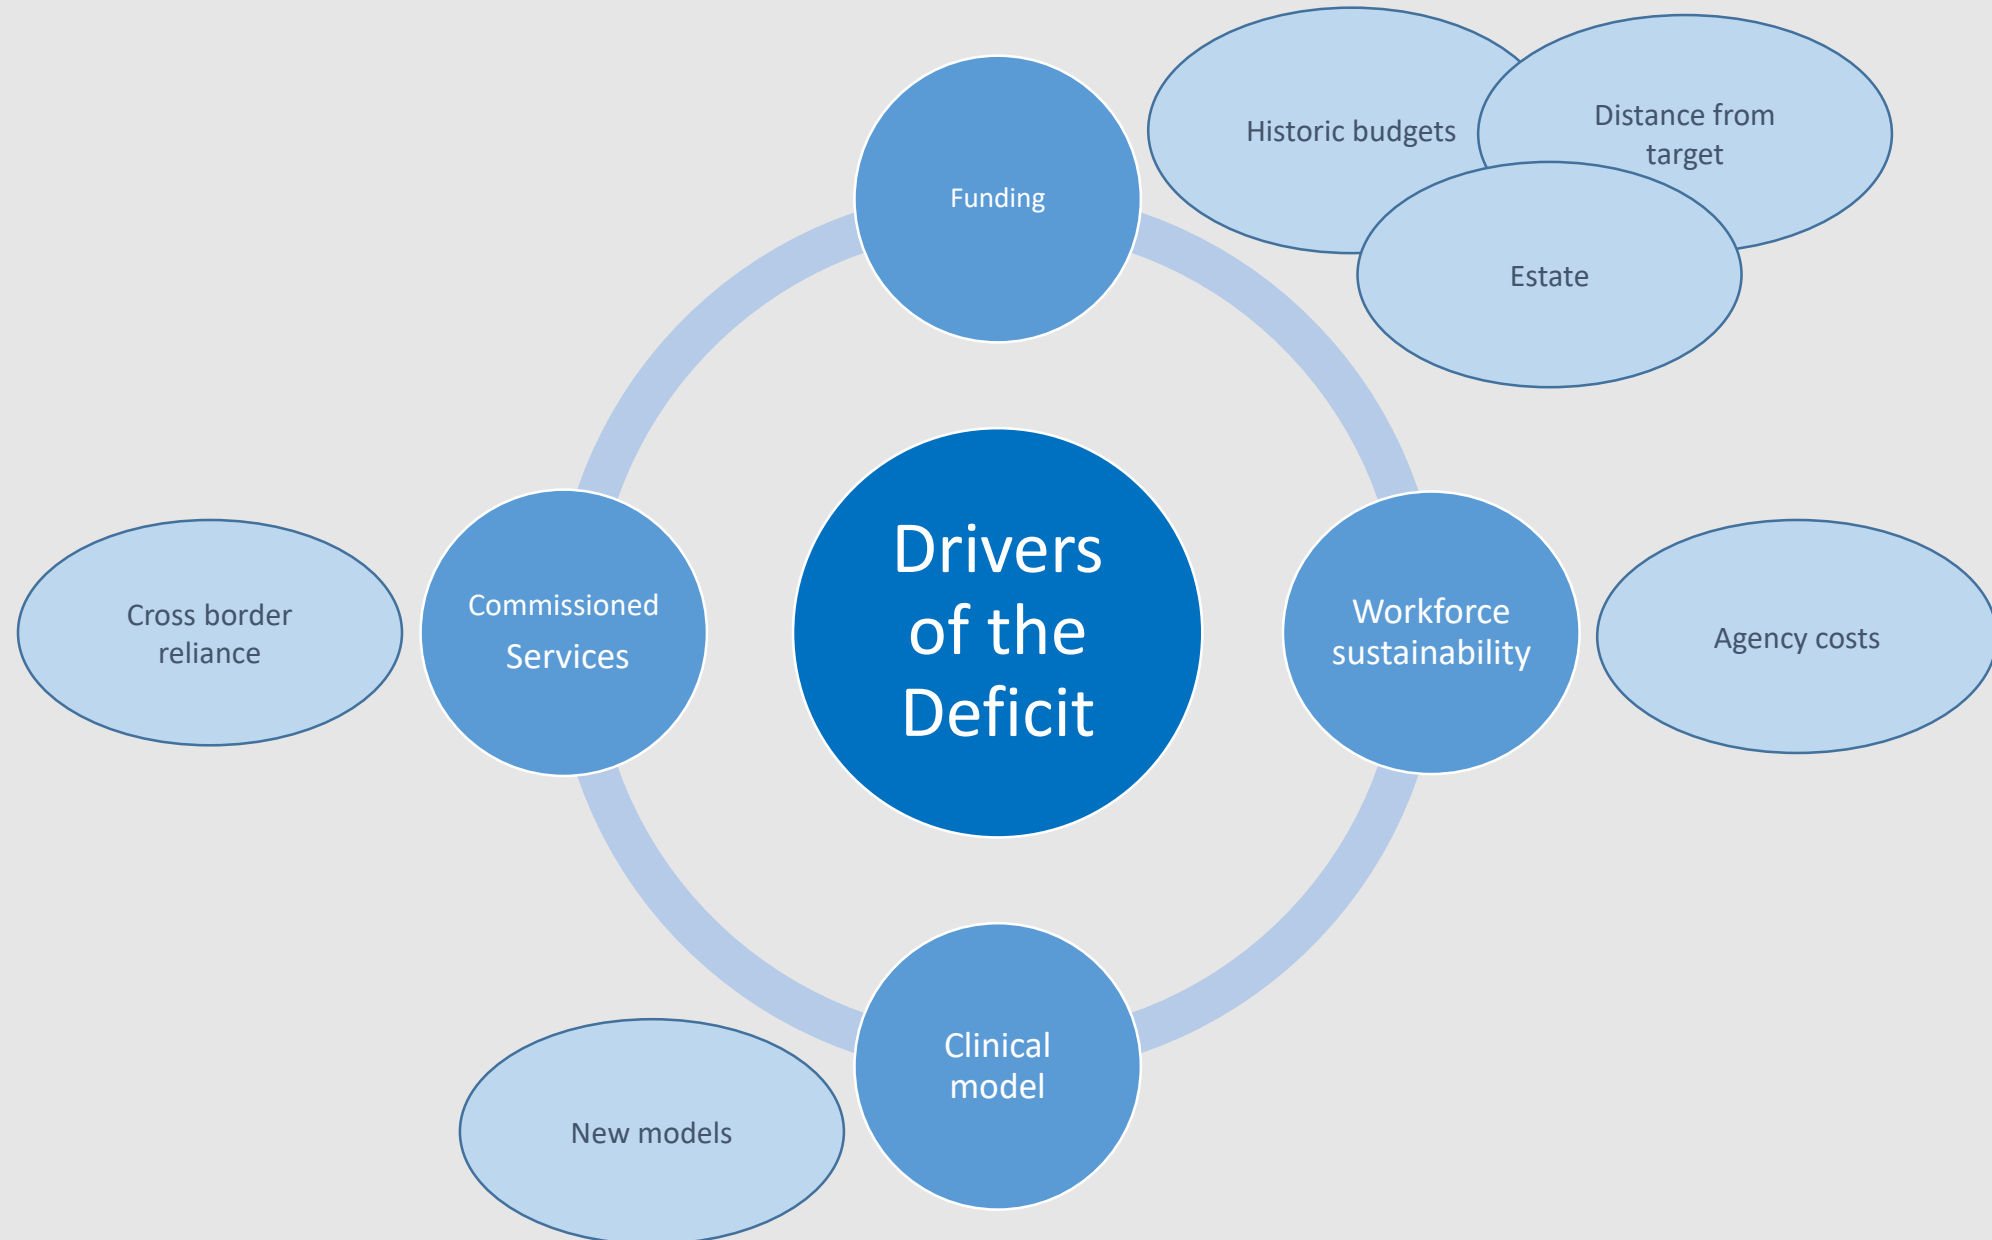 Historic budgets
Distance from
target
Funding
Estate
Drivers
of the
Deficit
Commissioned
Services
Workforce
sustainability
Cross border
reliance
Agency costs
Clinical
model
New models